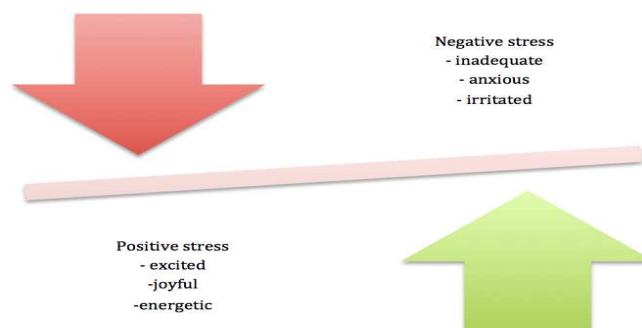 Negative stress
- inadequate
- anxious
- irritated
Positive stress
- excited
-joyful
-energetic